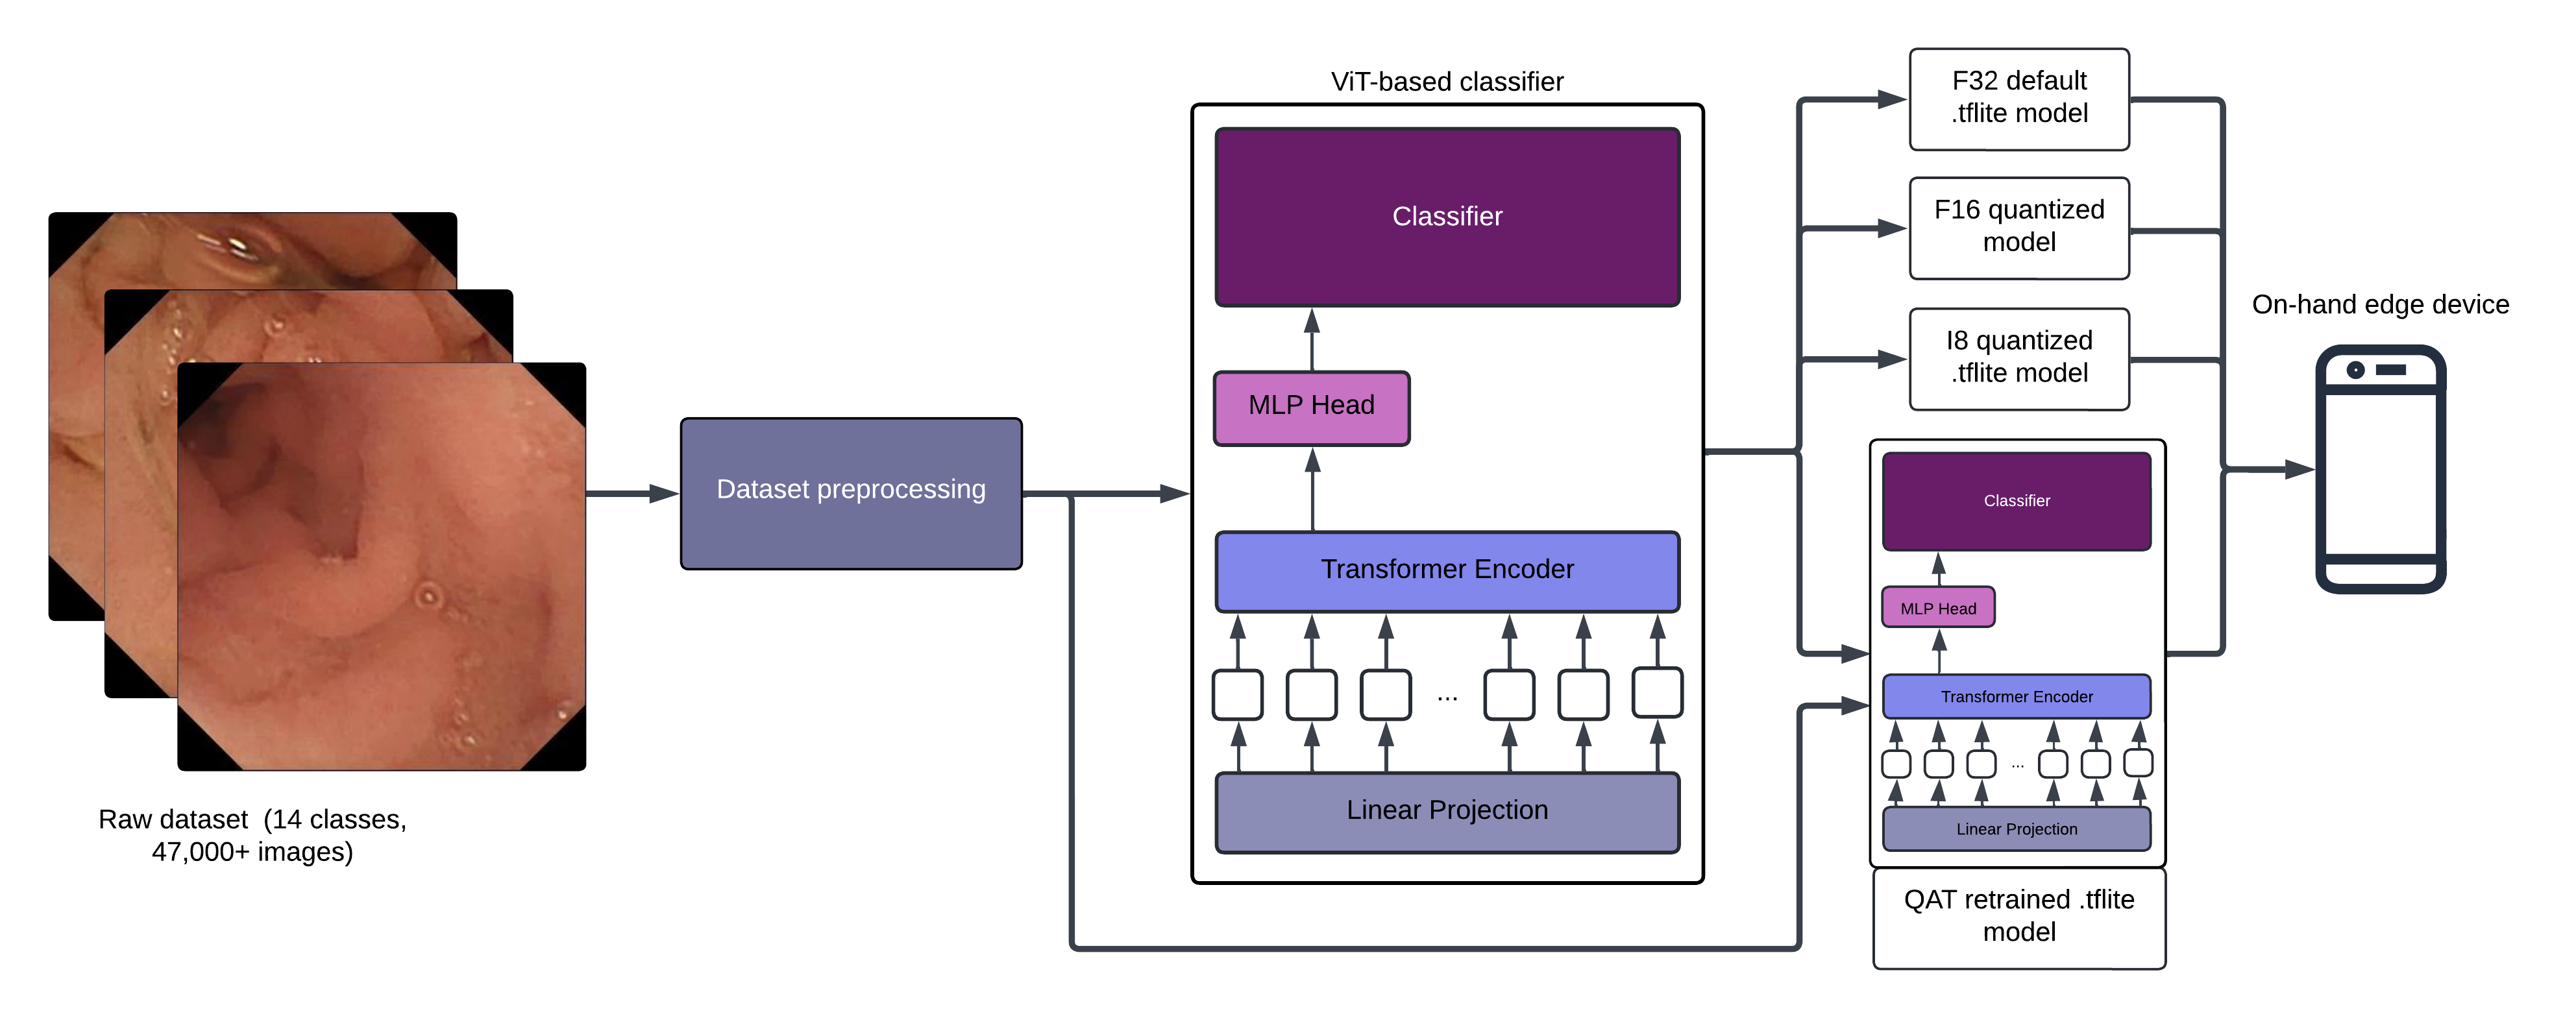 Raw dataset  (14 classes,
47,000+ images)
Dataset preprocessing
ViT-based classifier
Classifier
MLP Head
Transformer Encoder
...
Linear Projection
F32 default
.tflite model
F16 quantized
model
I8 quantized
.tflite model
Classifier
MLP Head
Transformer Encoder
...
Linear Projection
QAT retrained .tflite
model
On-hand edge device